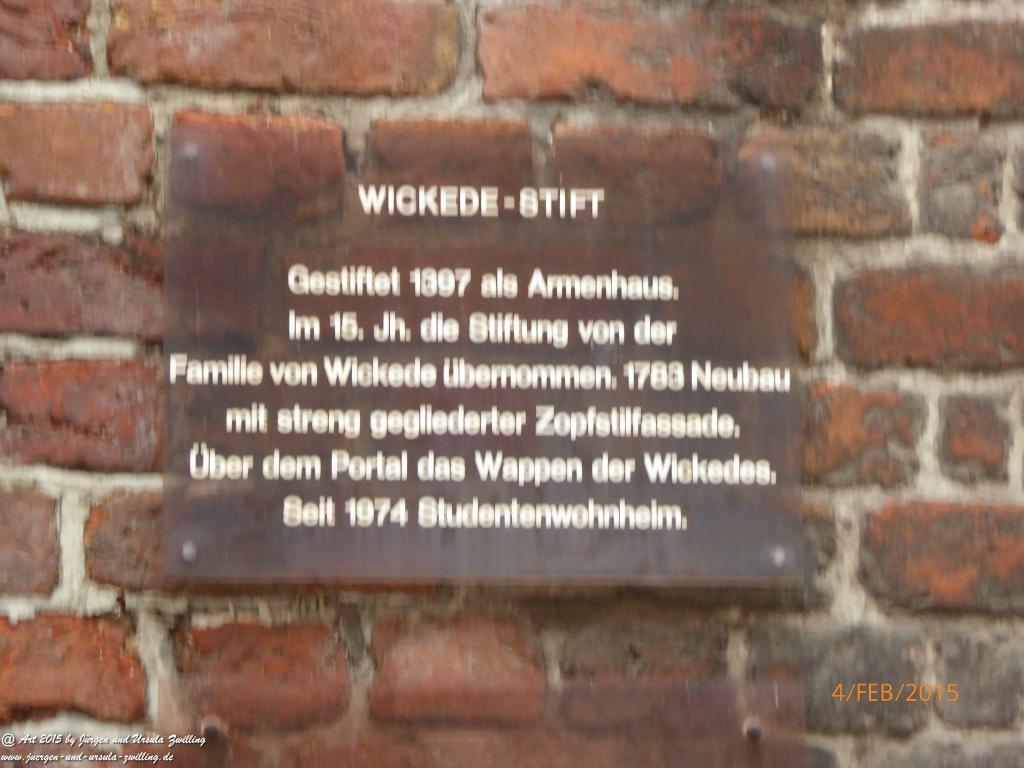 WICKEDE-STIFT
Gestiftet 1397 als Armenhaus.
Im 15. Jh. die Stiftung von der
Familie von Wickede übernommen. 1783 Neubau
mit streng gegliederter Zopfstilfassade.
Über dem Portal das Wappen der Wickedes.
Seit 1974 Studentenwohnheim.
4/FEB/2015
@ Art 2015 by Jürgen und Ursula Zwilling
www.juergen-und-ursula-zwilling.de